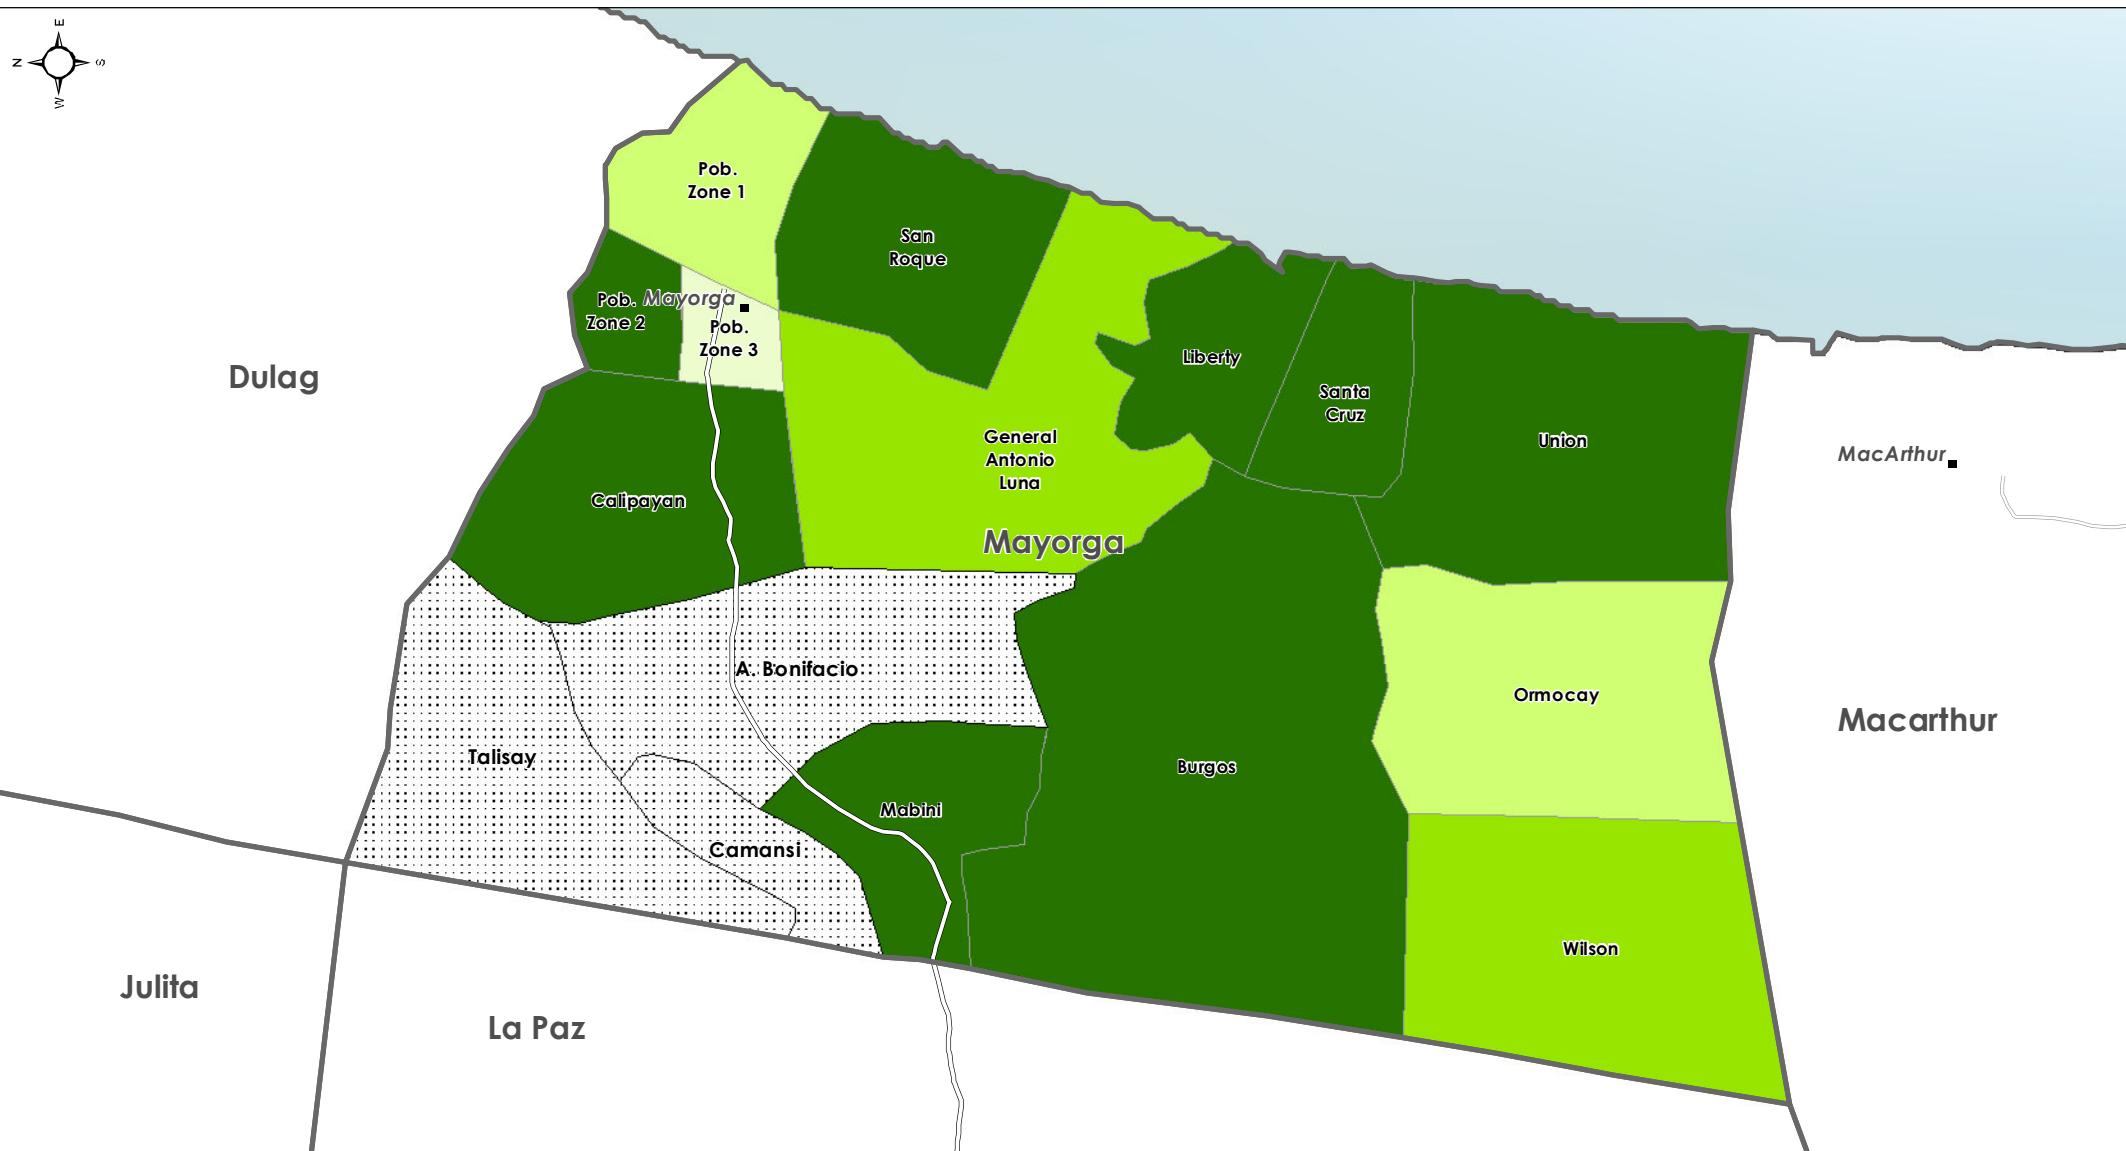 E
N
S
W
Pob.
Zone 1
San
Roque
Pob.
Zone 2
Mayorga
Pob.
Zone 3
Liberty
Dulag
Santa
Cruz
General
Antonio
Luna
Union
MacArthur
Calipayan
Mayorga
A. Bonifacio
Ormocay
Macarthur
Talisay
Burgos
Mabini
Camansi
Wilson
Julita
La Paz